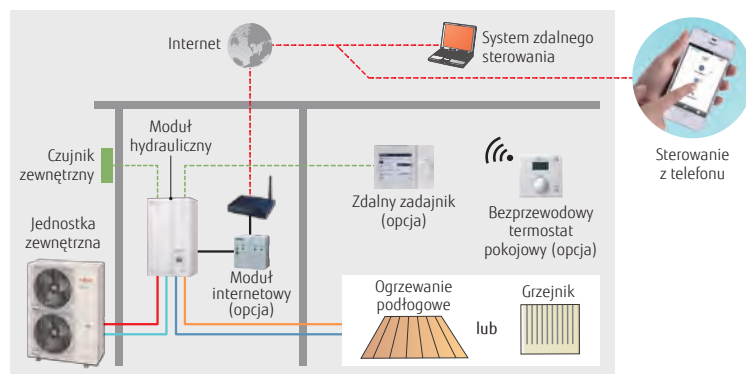 Internet
System zdalnego
sterowania
Sterowanie
z telefonu
Moduł
hydrauliczny
Czujnik
zewnętrzny
Jednostka
zewnętrzna
Zdalny zadajnik
(opcja)
Bezprzewodowy
termostat
pokojowy (opcja)
Moduł
internetowy
(opcja)
Ogrzewanie
podłogowe
lub
Grzejnik